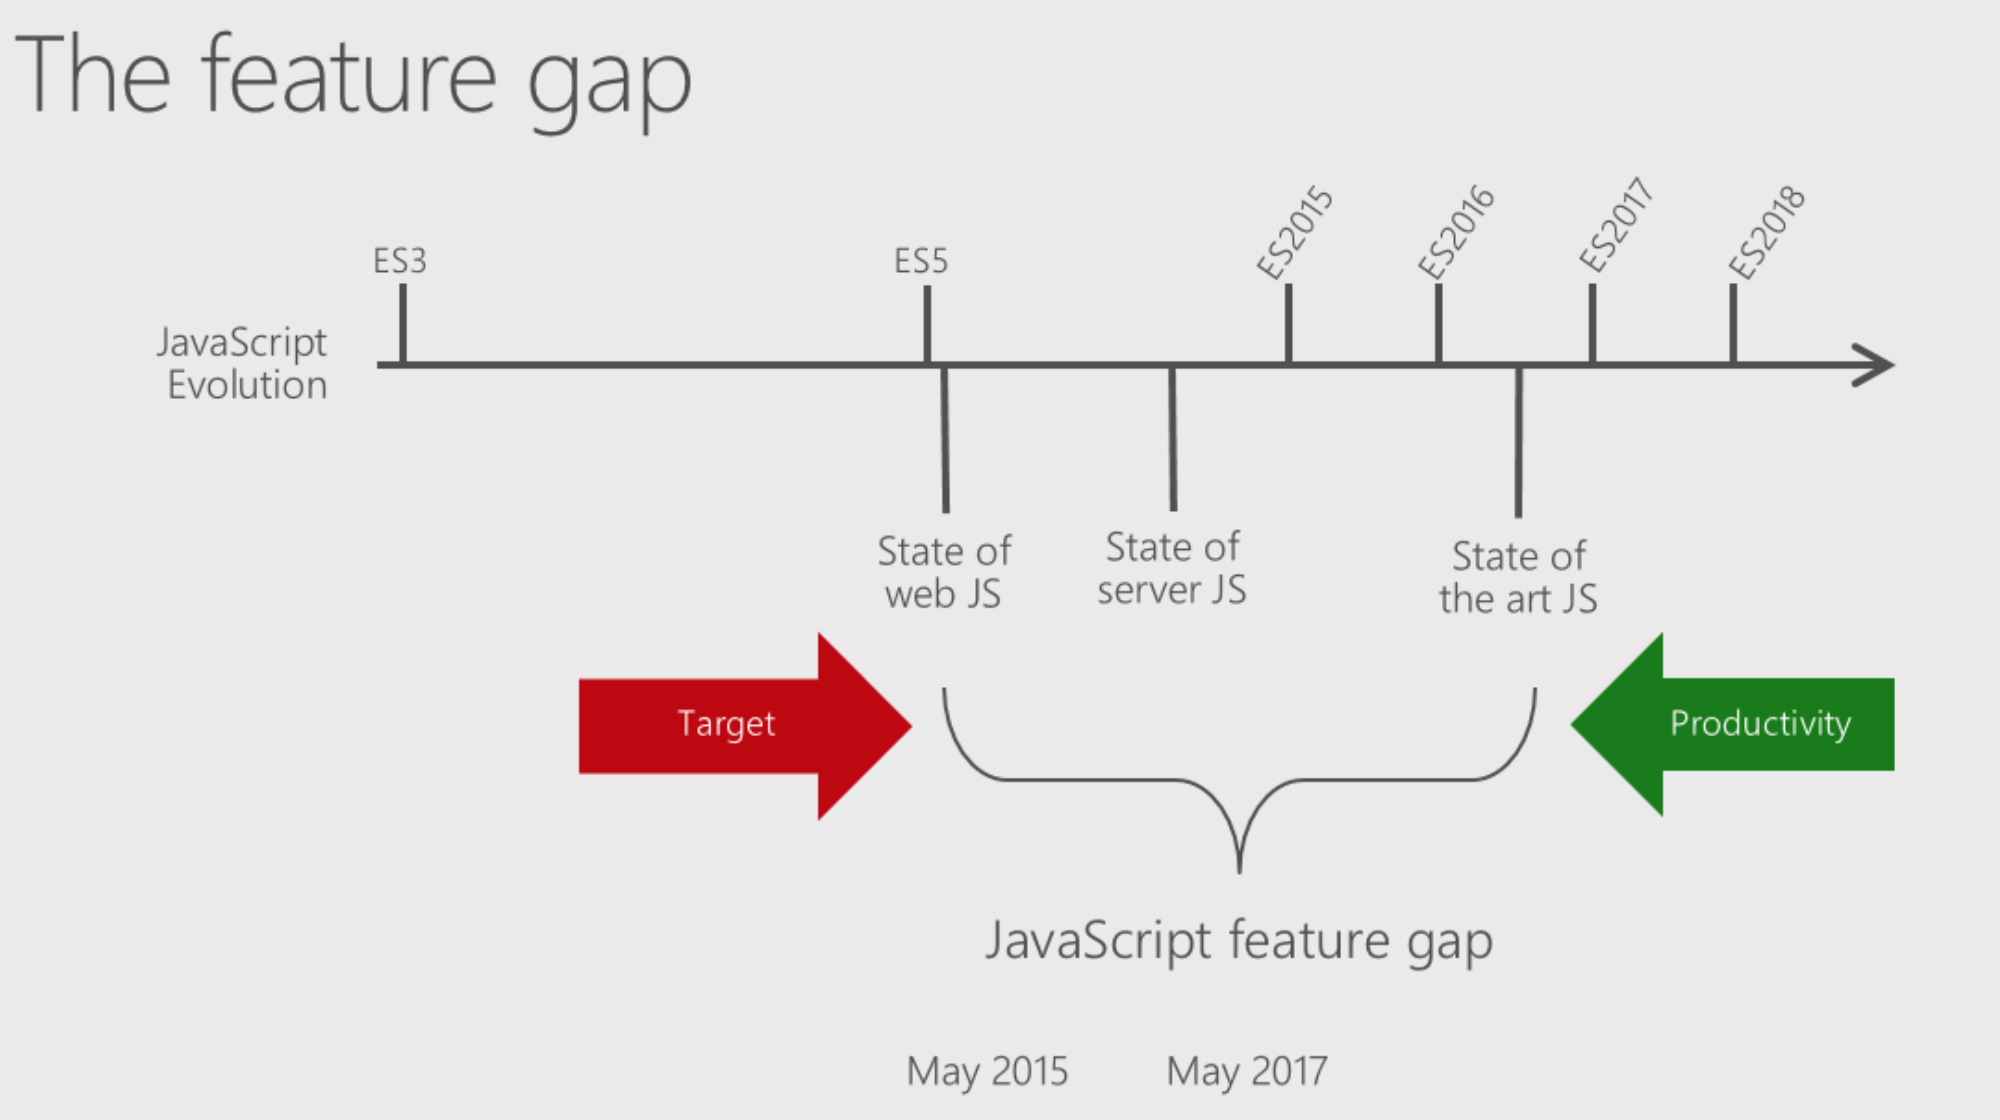 The feature gap
ES3
ES5
ES2015
ES2016
ES2017
ES2018
JavaScript
Evolution
State of
web JS
State of
server JS
State of
the art JS
Target
Productivity
JavaScript feature gap
May 2015
May 2017